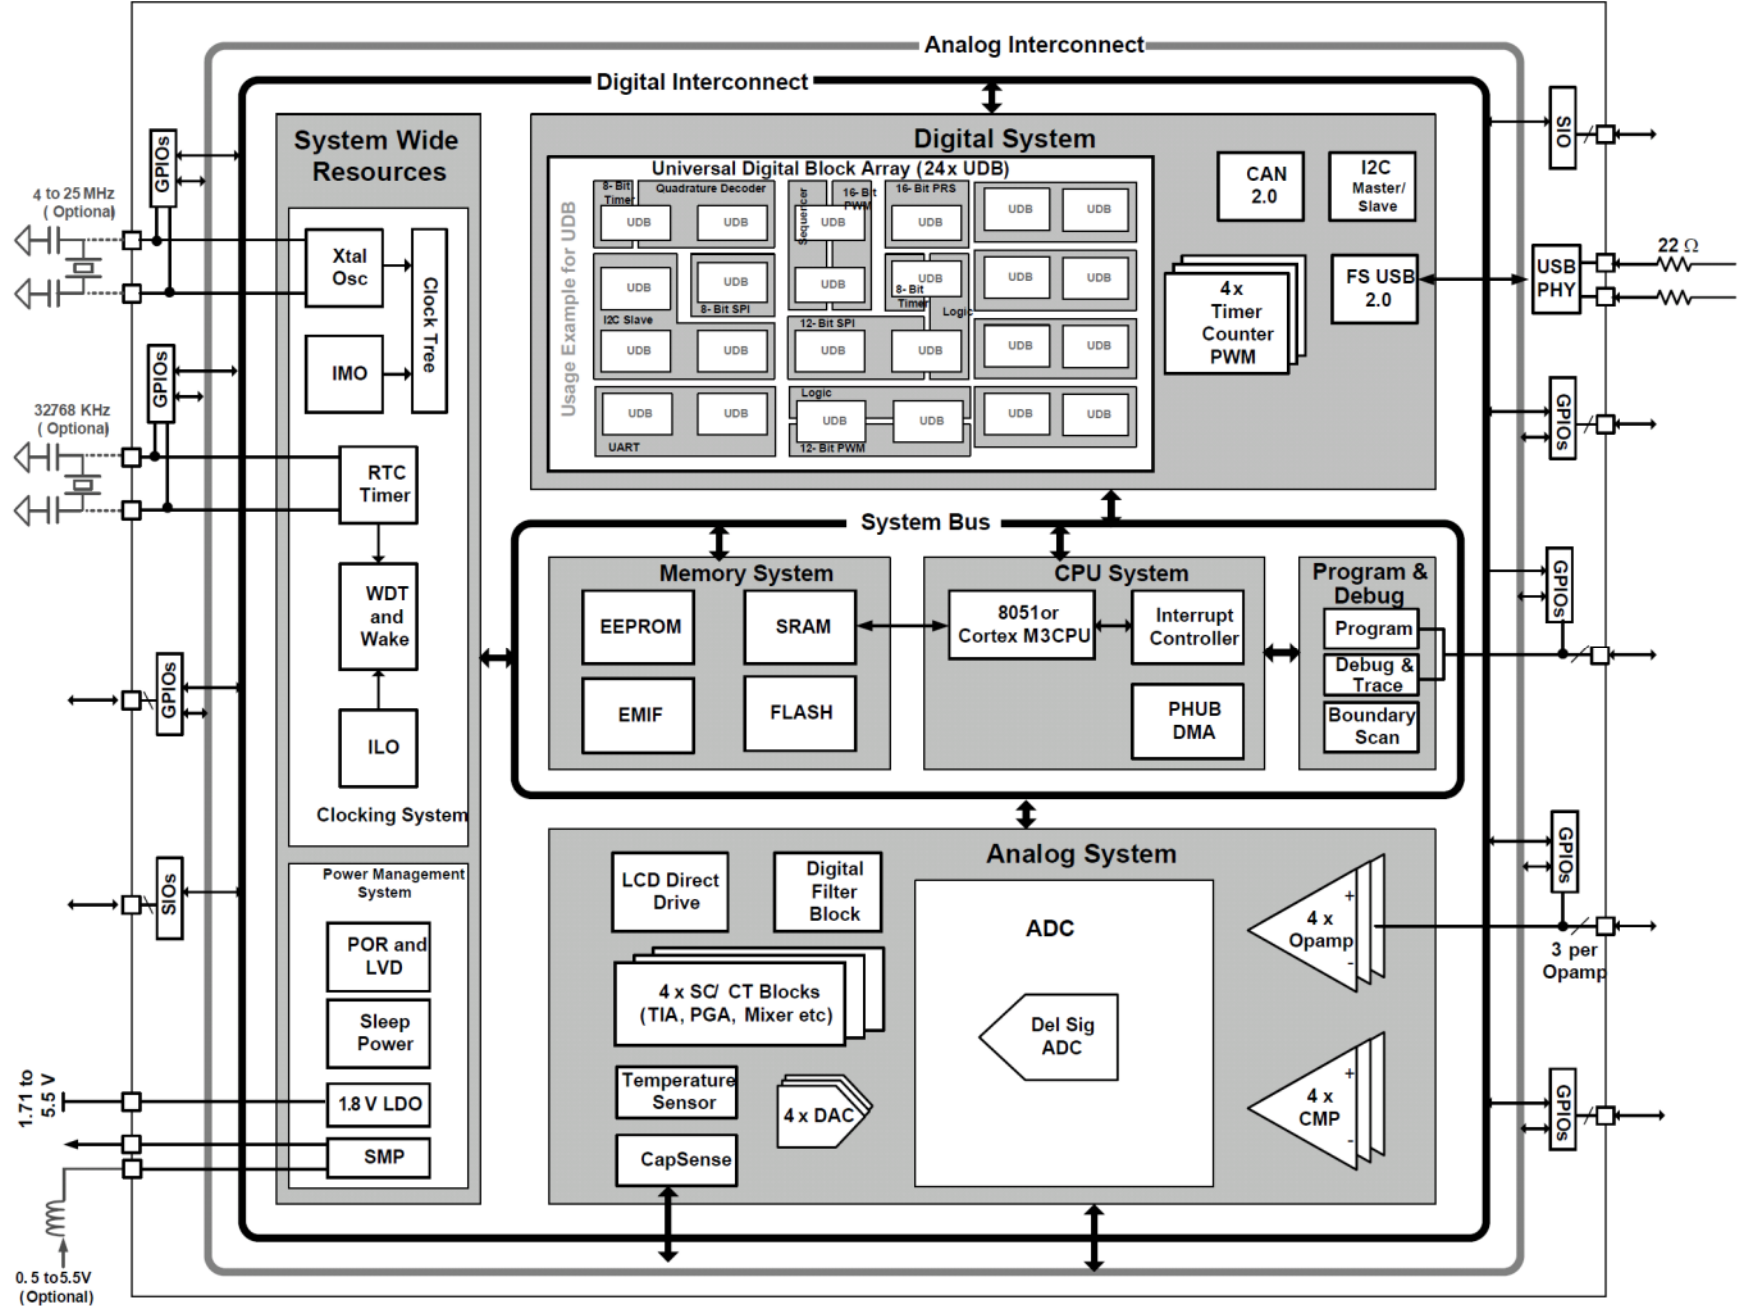 Analog Interconnect
Digital Interconnect
System Wide
Resources
Xtal
Osc
Clock Tree
IMO
RTC
Timer
WDT
and
Wake
ILO
Clocking System
Power Management
System
POR and
LVD
Sleep
Power
1.8 V LDO
SMP
GPIOs
4 to 25 MHz
( Optional)
GPIOs
32768 KHz
( Optional)
GPIOs
SIOs
1.71 to
5.5 V
0. 5 to5.5V
(Optional)
Digital System
Universal Digital Block Array (24x UDB)
Usage Example for UDB
8- Bit
Timer
Quadrature Decoder
Sequencer
16- Bit
PWM
16- Bit PRS
UDB
UDB
UDB
UDB
UDB
UDB
UDB
UDB
UDB
UDB
8- Bit
Timer
UDB
UDB
I2C Slave
8- Bit SPI
12- Bit SPI
Logic
UDB
UDB
UDB
UDB
UDB
UDB
Logic
UDB
UDB
UDB
UDB
UDB
UDB
UART
12- Bit PWM
CAN
2.0
I2C
Master/
Slave
4x
Timer
Counter
PWM
FS USB
2.0
System Bus
Memory System
EEPROM
SRAM
EMIF
FLASH
CPU System
8051or
Cortex M3CPU
Interrupt
Controller
PHUB
DMA
Program &
Debug
Program
Debug &
Trace
Boundary
Scan
Analog System
LCD Direct
Drive
Digital
Filter
Block
4 x SC/ CT Blocks
(TIA, PGA, Mixer etc)
Temperature
Sensor
4 x DAC
CapSense
ADC
Del Sig
ADC
+
4 x
Opamp
-
+
4 x
CMP
-
SIO
USB
PHY
22 Ω
GPIOs
GPIOs
GPIOs
3 per
Opamp
GPIOs